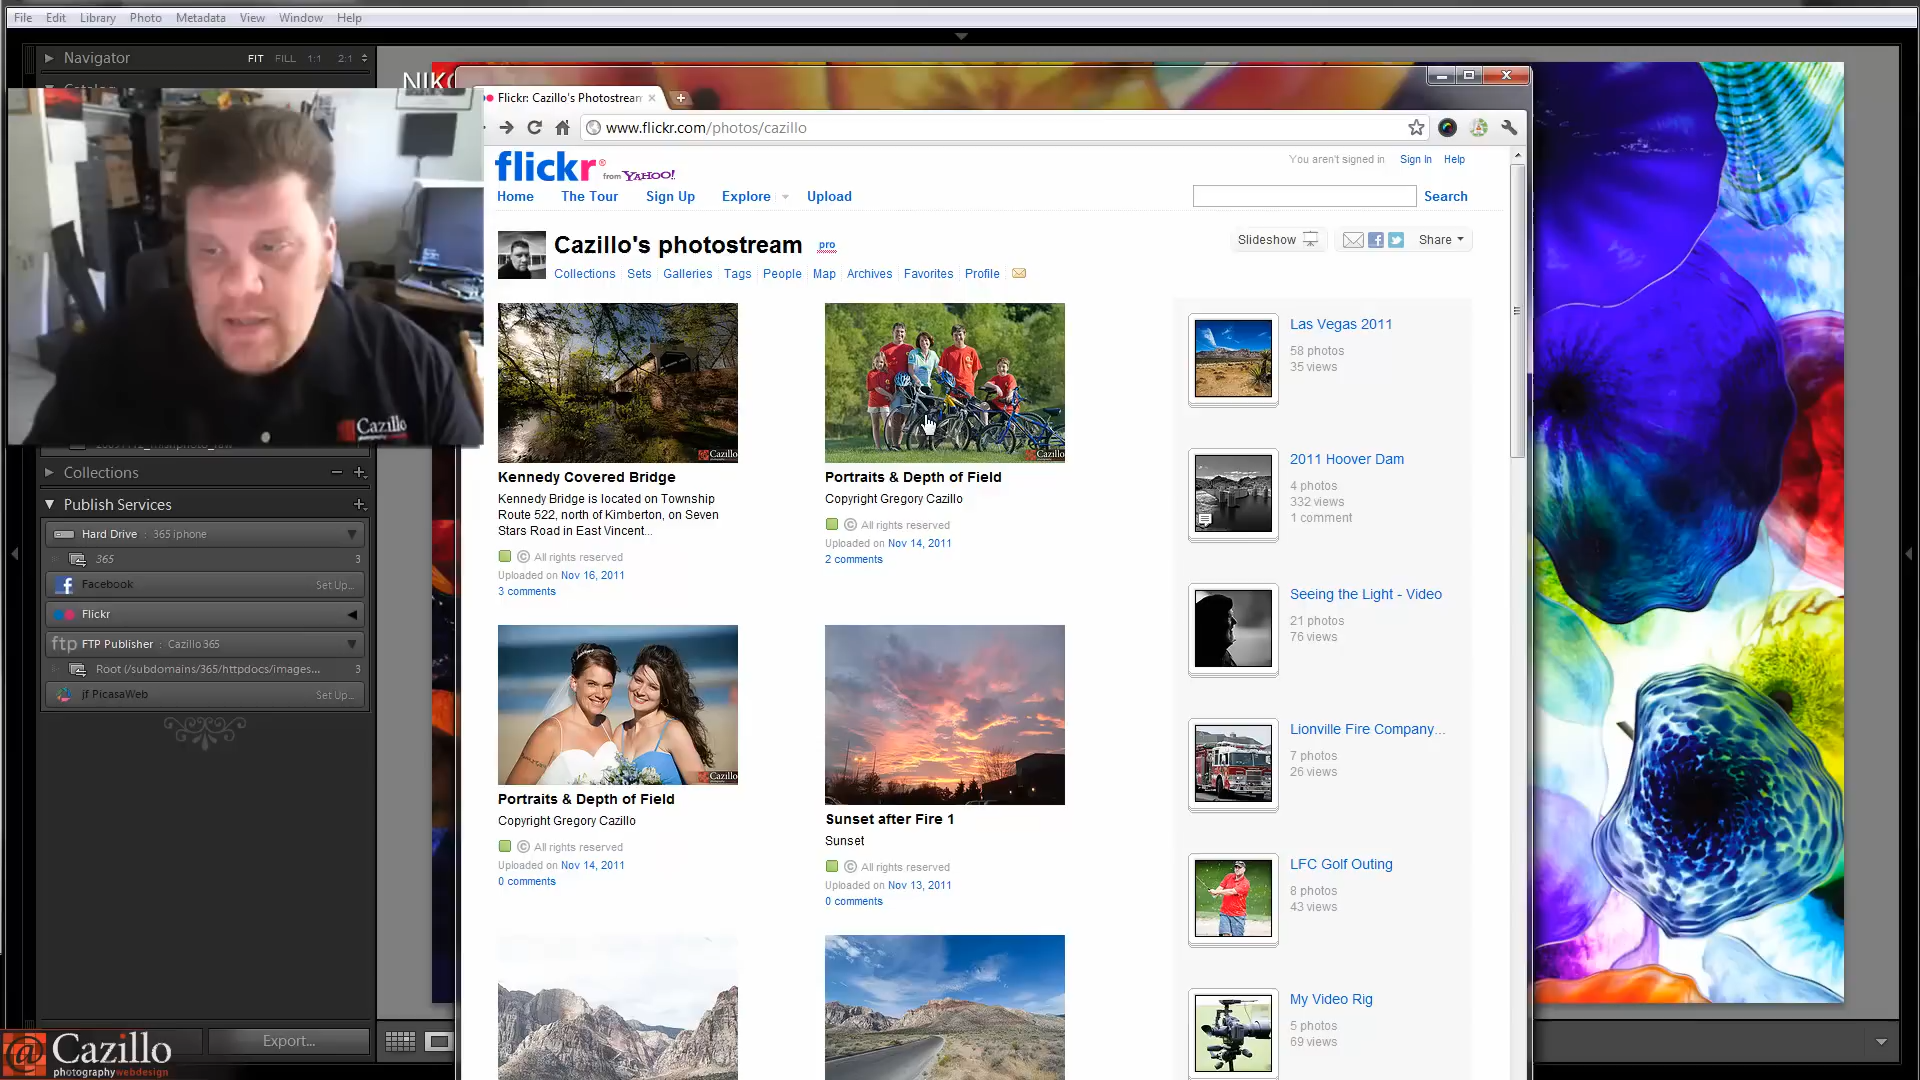 File Edit Library Photo Metadata View Window Help
Navigator FIT FILL 1:1 2:1
NIK
Flickr: Cazillo's Photostream
www.flickr.com/photos/cazillo
flickr from YAHOO!
You aren't signed in Sign In Help
Home The Tour Sign Up Explore Upload
Search
Cazillo's photostream pro
Slideshow Share
Collections Sets Galleries Tags People Map Archives Favorites Profile
Cazillo
Kennedy Covered Bridge
Kennedy Bridge is located on Township
Route 522, north of Kimberton, on Seven
Stars Road in East Vincent...
© All rights reserved
Uploaded on Nov 16, 2011
3 comments
Cazillo
Portraits & Depth of Field
Copyright Gregory Cazillo
© All rights reserved
Uploaded on Nov 14, 2011
2 comments
Cazillo
Portraits & Depth of Field
Copyright Gregory Cazillo
© All rights reserved
Uploaded on Nov 14, 2011
0 comments
Sunset after Fire 1
Sunset
© All rights reserved
Uploaded on Nov 13, 2011
0 comments
Las Vegas 2011
58 photos
35 views
2011 Hoover Dam
4 photos
332 views
1 comment
Seeing the Light - Video
21 photos
76 views
Lionville Fire Company...
7 photos
26 views
LFC Golf Outing
8 photos
43 views
My Video Rig
5 photos
69 views
Cazillo
Collections
Publish Services
Hard Drive : 365 iphone
365 3
Facebook Set Up...
Flickr
ftp FTP Publisher : Cazillo 365
Root (/subdomains/365/httpdocs/images... 3
jf PicasaWeb Set Up...
Export...
@ Cazillo
photographywebdesign